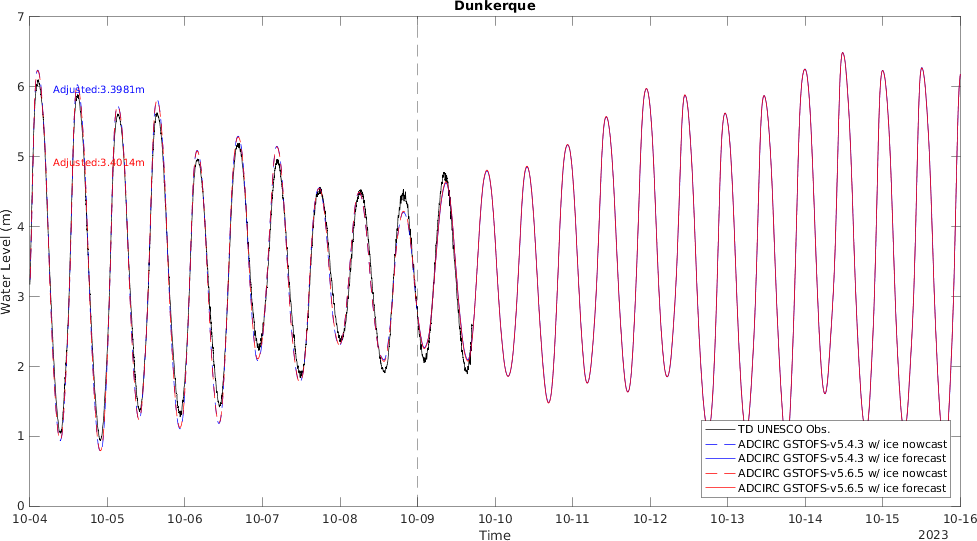 Dunkerque
7
6
5
4
3
2
1
0
Water Level (m)
Adjusted:3.3981m
Adjusted:3.4014m
TD UNESCO Obs.
ADCIRC GSTOFS-v5.4.3 w/ ice nowcast
ADCIRC GSTOFS-v5.4.3 w/ ice forecast
ADCIRC GSTOFS-v5.6.5 w/ ice nowcast
ADCIRC GSTOFS-v5.6.5 w/ ice forecast
10-04 10-05 10-06 10-07 10-08 10-09 10-10 10-11 10-12 10-13 10-14 10-15 10-16
Time
2023